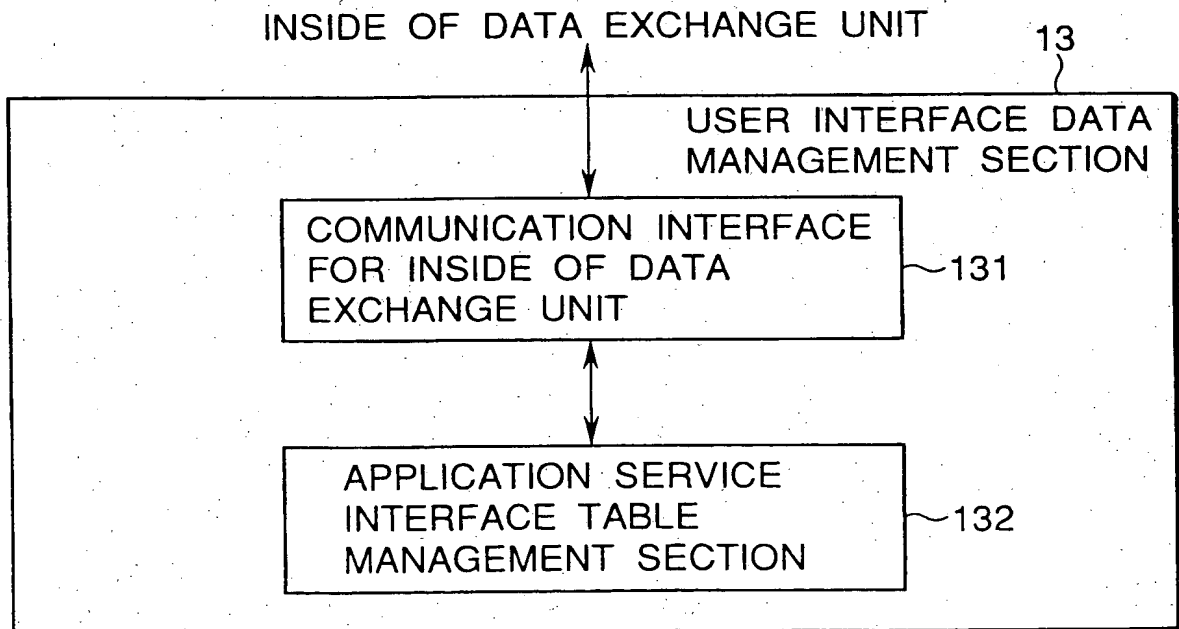 INSIDE OF DATA EXCHANGE UNIT
13
USER INTERFACE DATA
MANAGEMENT SECTION
COMMUNICATION INTERFACE
FOR INSIDE OF DATA
EXCHANGE UNIT
131
APPLICATION SERVICE
INTERFACE TABLE
MANAGEMENT SECTION
132